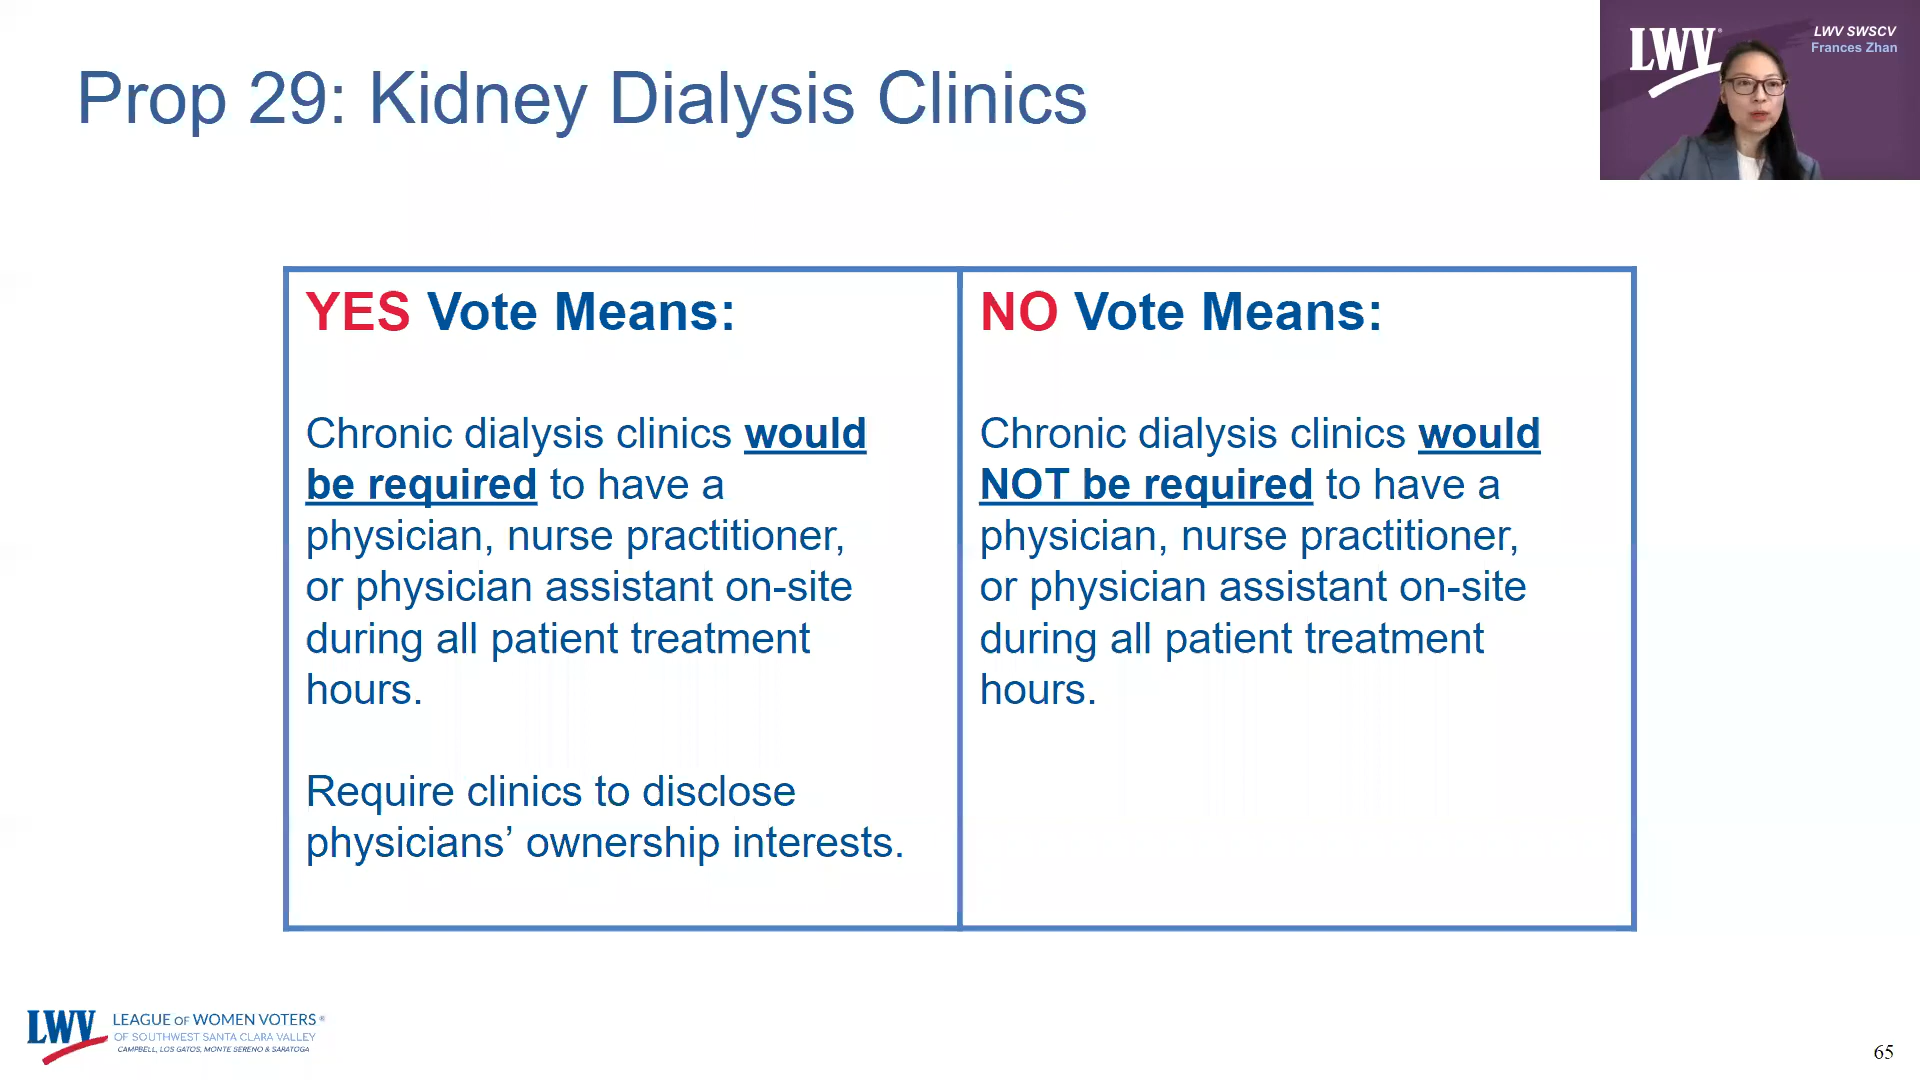 Prop 29: Kidney Dialysis Clinics
LWV®
LWV SWSCV
Frances Zhan
YES Vote Means:
Chronic dialysis clinics would
be required to have a
physician, nurse practitioner,
or physician assistant on-site
during all patient treatment
hours.
Require clinics to disclose
physicians’ ownership interests.
NO Vote Means:
Chronic dialysis clinics would
NOT be required to have a
physician, nurse practitioner,
or physician assistant on-site
during all patient treatment
hours.
LWV
LEAGUE OF WOMEN VOTERS®
OF SOUTHWEST SANTA CLARA VALLEY
CAMPBELL, LOS GATOS, MONTE SERENO & SARATOGA
65